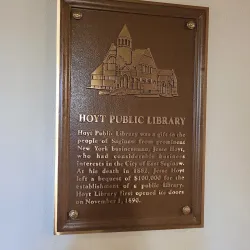 HOYT PUBLIC LIBRARY
Hoyt Public Library was a gift to the
people of Saginaw from prominent
New York businessman, Jesse Hoyt,
who had considerable business
interests in the City of East Saginaw.
At his death in 1882, Jesse Hoyt
left a bequest of $100,000 for the
establishment of a public library.
Hoyt Library first opened its doors
on November 1, 1890.